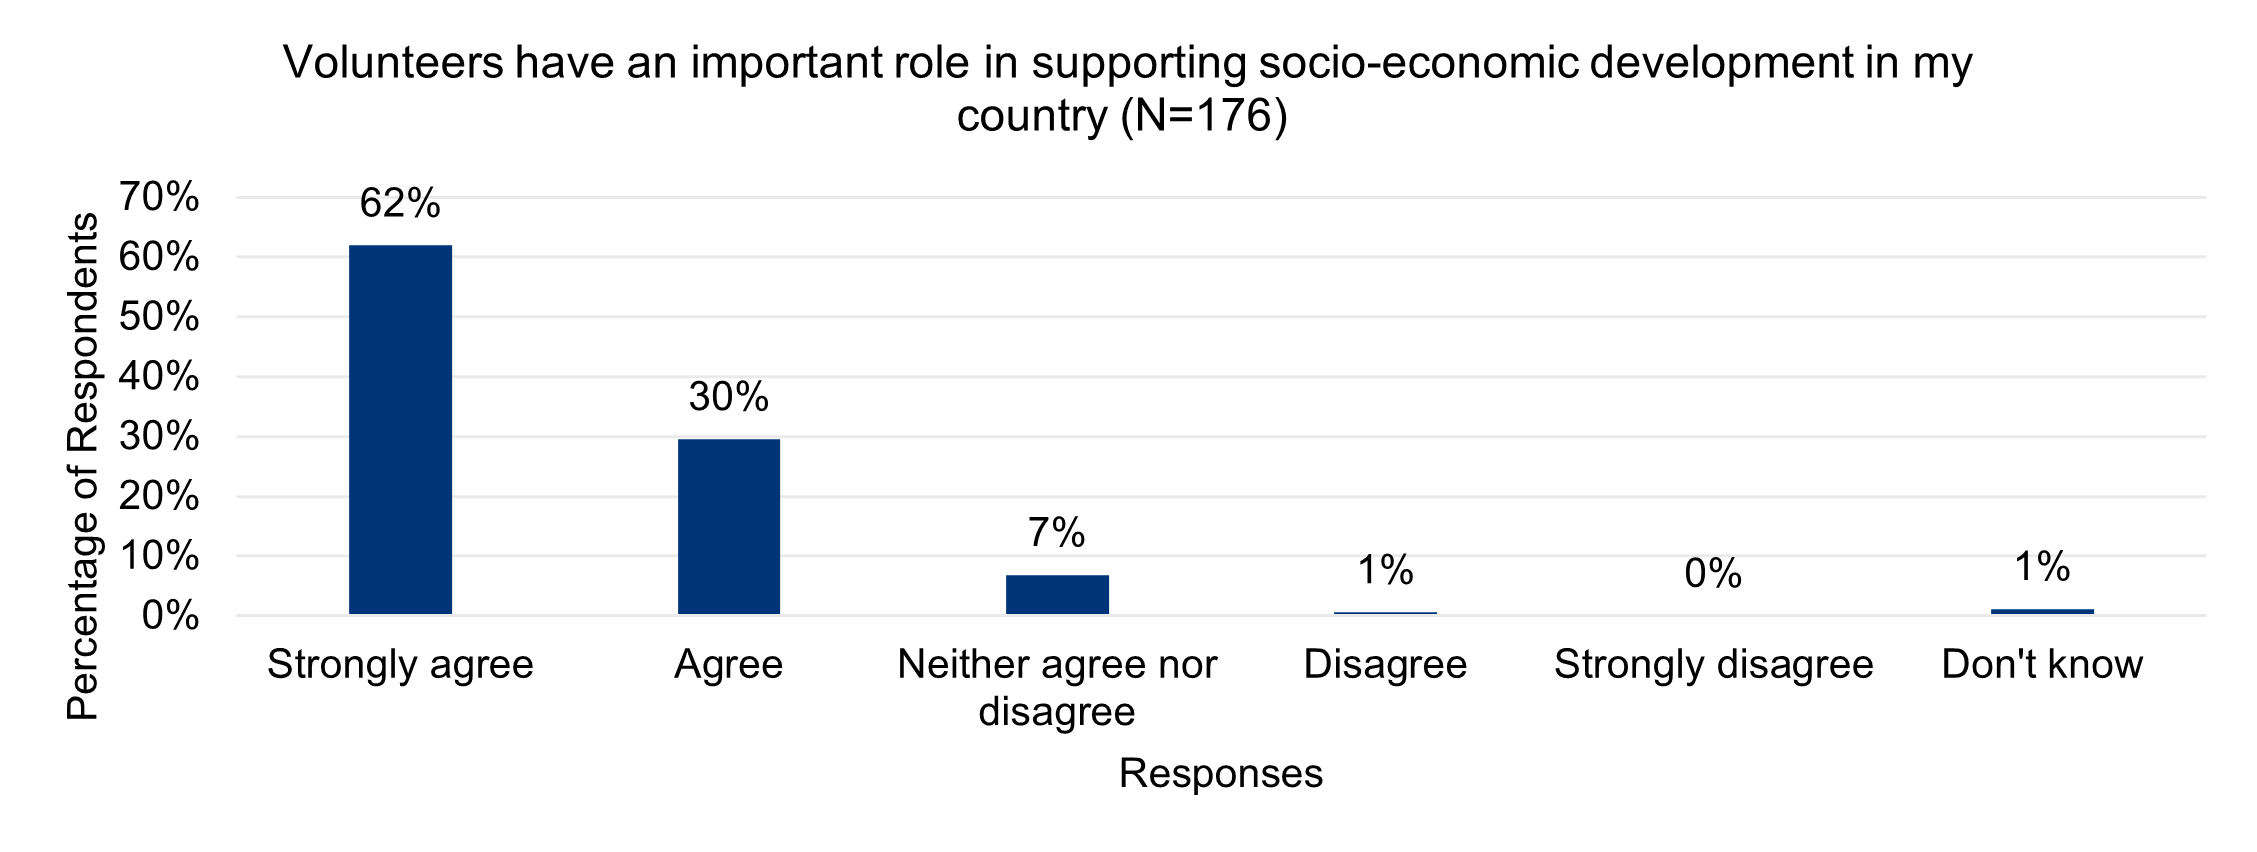 Volunteers have an important role in supporting socio-economic development in my
country (N=176)
Percentage of Respondents
70%
60%
50%
40%
30%
20%
10%
0%
62%
30%
7%
1%
0%
1%
Strongly agree
Agree
Neither agree nor
disagree
Disagree
Strongly disagree
Don't know
Responses